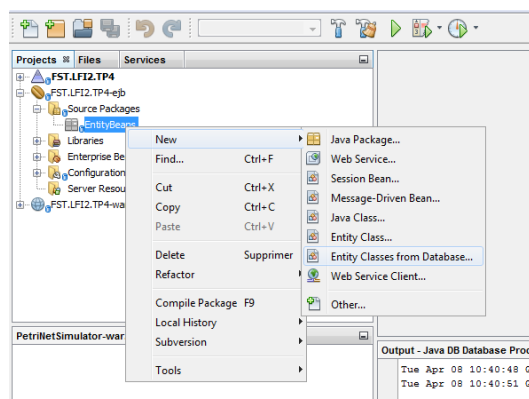 Projects Files Services
FST.LFI2.TP4
FST.LFI2.TP4-ejb
Source Packages
EntityBeans
Libraries
Enterprise Be
Configuration
Server Resou
FST.LFI2.TP4-wa
New
Find... Ctrl+F
Cut Ctrl+X
Copy Ctrl+C
Paste Ctrl+V
Delete Supprimer
Refactor
Compile Package F9
Local History
Subversion
Tools
Java Package...
Web Service...
Session Bean...
Message-Driven Bean...
Java Class...
Entity Class...
Entity Classes from Database...
Web Service Client...
Other...
PetriNetSimulator-war
Output - Java DB Database Proc
Tue Apr 08 10:40:48 G
Tue Apr 08 10:40:51 G